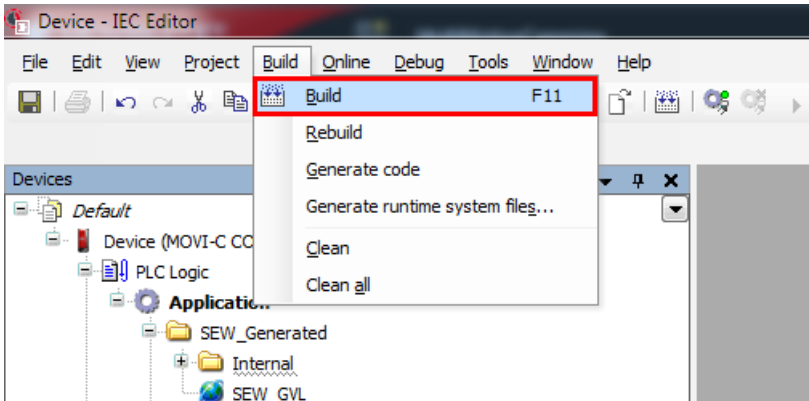 Device - IEC Editor
File Edit View Project Build Online Debug Tools Window Help
Build F11
Rebuild
Generate code
Generate runtime system files...
Clean
Clean all
Devices
Default
Device (MOVI-C CO
PLC Logic
Application
SEW_Generated
Internal
SEW_GVL